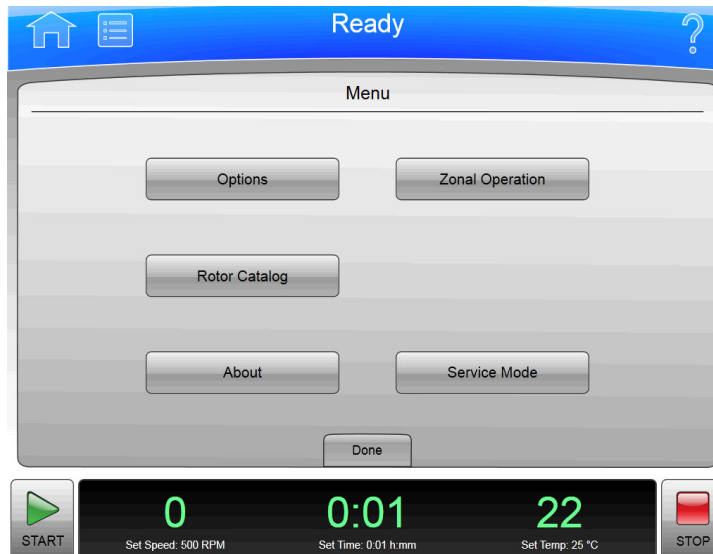 Ready
Menu
Options
Zonal Operation
Rotor Catalog
About
Service Mode
Done
START
0
0:01
22
STOP
Set Speed: 500 RPM
Set Time: 0:01 h:mm
Set Temp: 25 °C